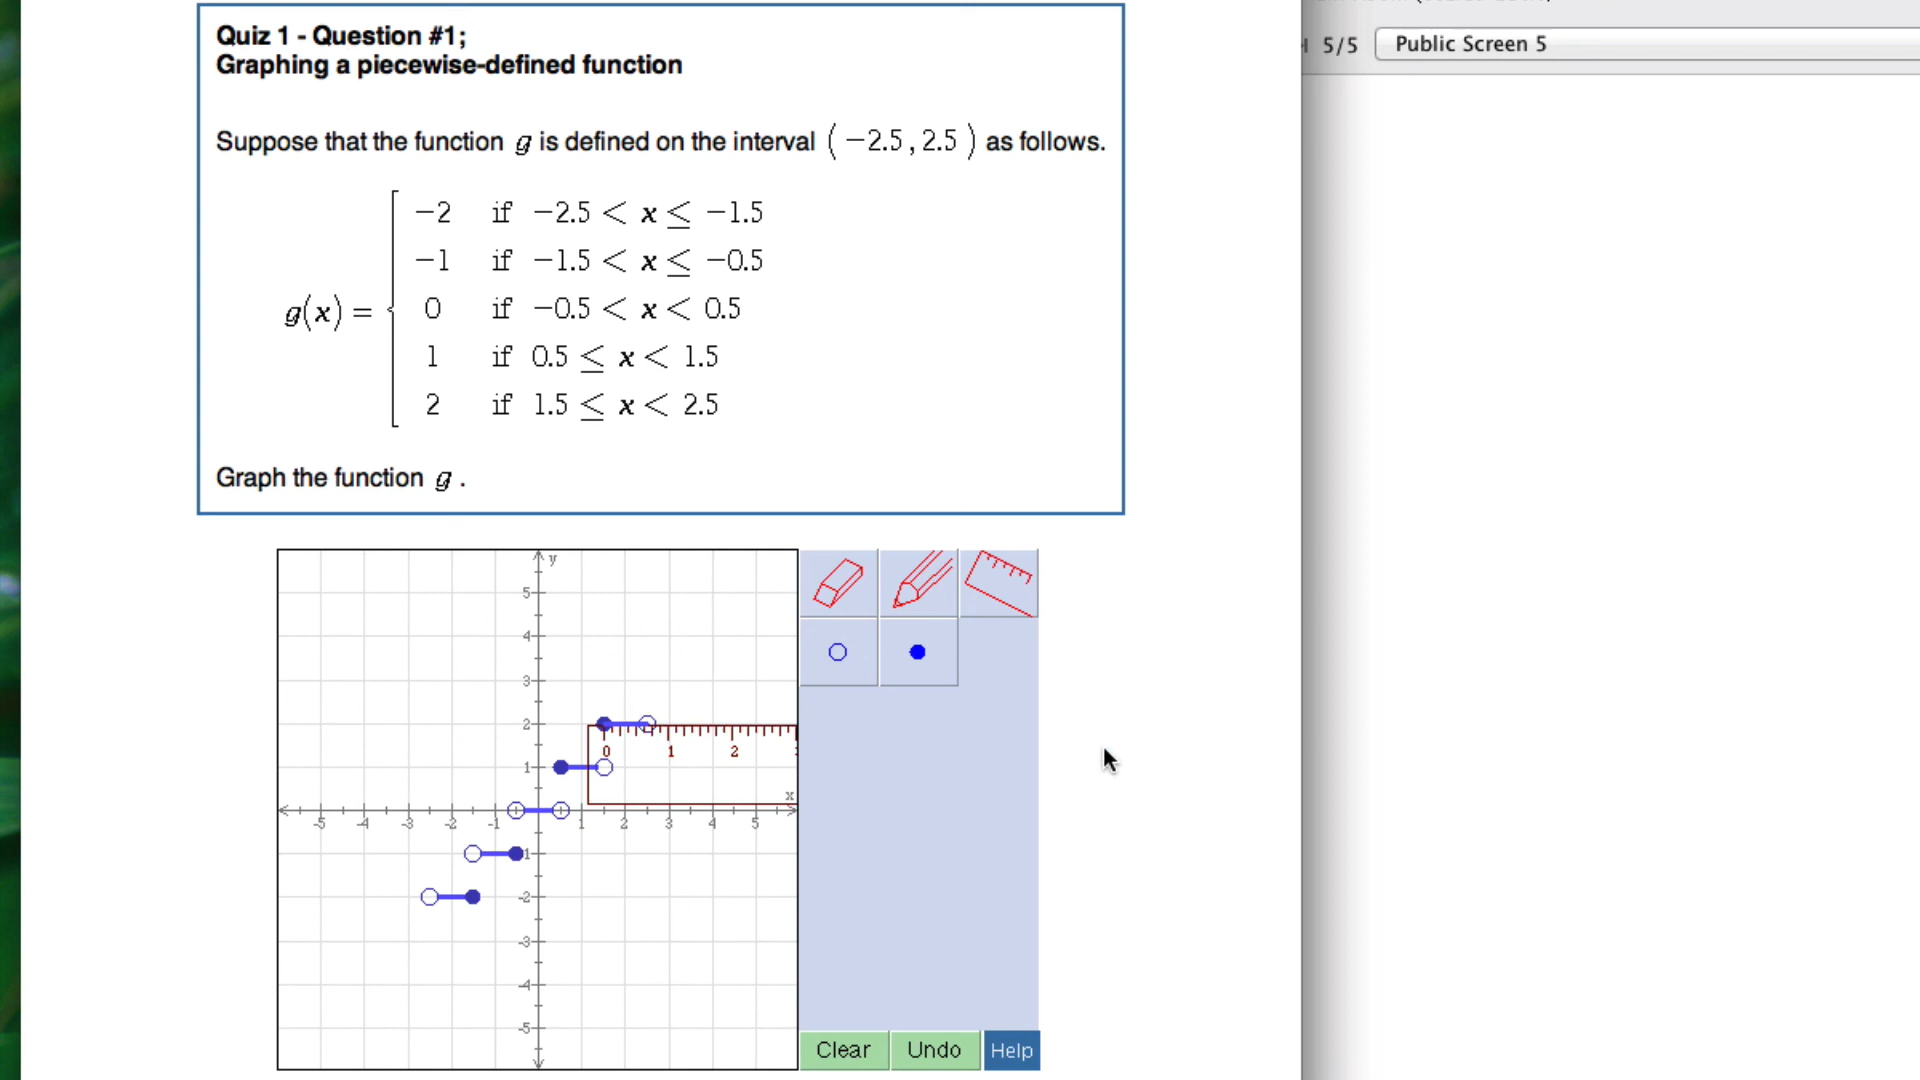 5/5 Public Screen 5
Quiz 1 - Question #1;
Graphing a piecewise-defined function
Suppose that the function g is defined on the interval ( −2.5 , 2.5 ) as follows.
−2 if −2.5 < x ≤ −1.5
−1 if −1.5 < x ≤ −0.5
g(x) = 0 if −0.5 < x < 0.5
1 if 0.5 ≤ x < 1.5
2 if 1.5 ≤ x < 2.5
Graph the function g .
y
5
4
3
2
0 1 2
1
x
-5 -4 -3 -2 -1 1 2 3 4 5
-2
-3
-4
-5
Clear Undo Help